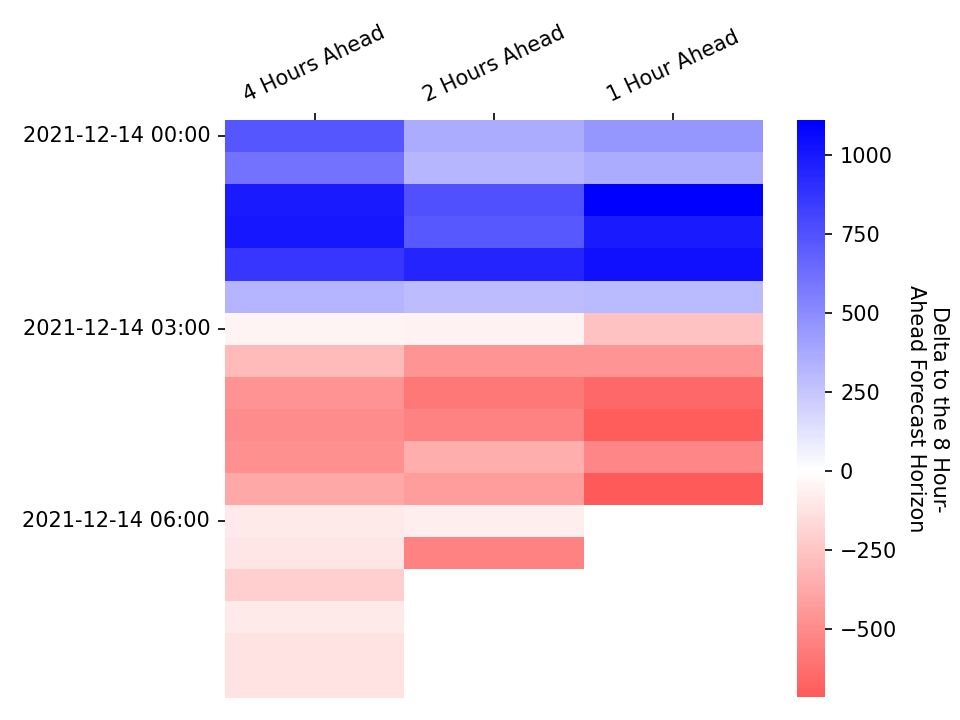 4 Hours Ahead
2 Hours Ahead
1 Hour Ahead
2021-12-14 00:00
2021-12-14 03:00
2021-12-14 06:00
1000
750
500
250
0
−250
−500
Delta to the 8 Hour-
Ahead Forecast Horizon